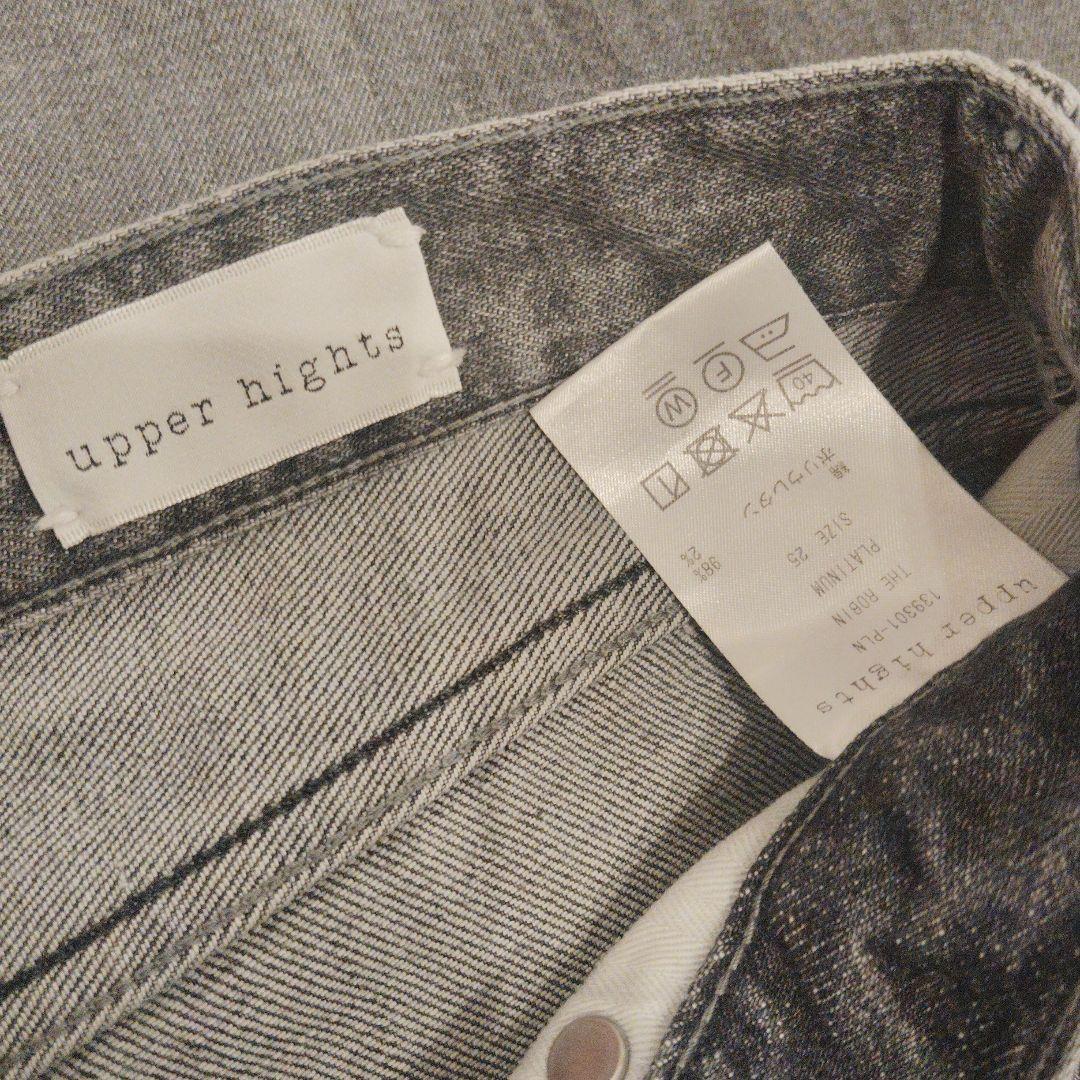 upper hights
upper hights
139301-PLN
THE ROBIN
PLATINUM
SIZE 25
綿 98%
ポリウレタン 2%
40
F
W